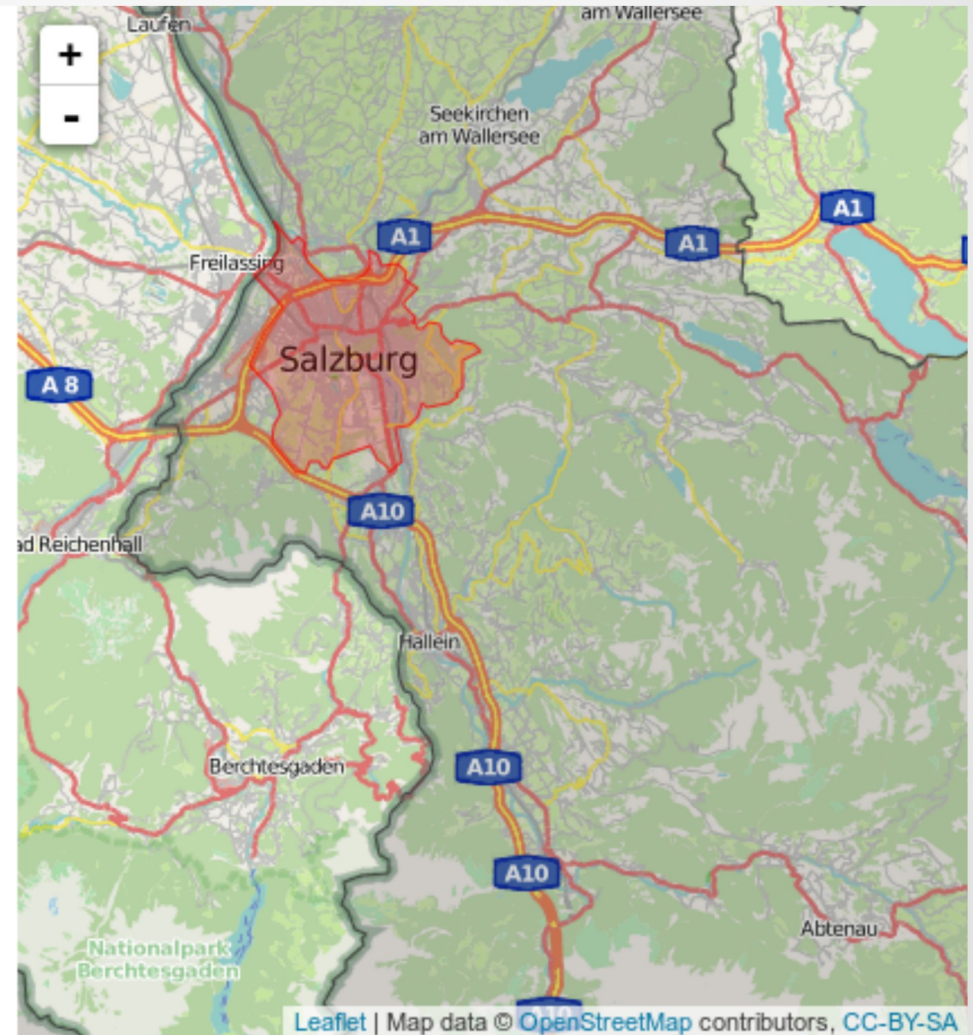 Laufen
am Wallersee
+
-
Seekirchen
am Wallersee
A1
A1
A1
Freilassing
Salzburg
A 8
A10
ad Reichenhall
Hallein
A10
Berchtesgaden
A10
Abtenau
Nationalpark
Berchtesgaden
Leaflet | Map data © OpenStreetMap contributors, CC-BY-SA